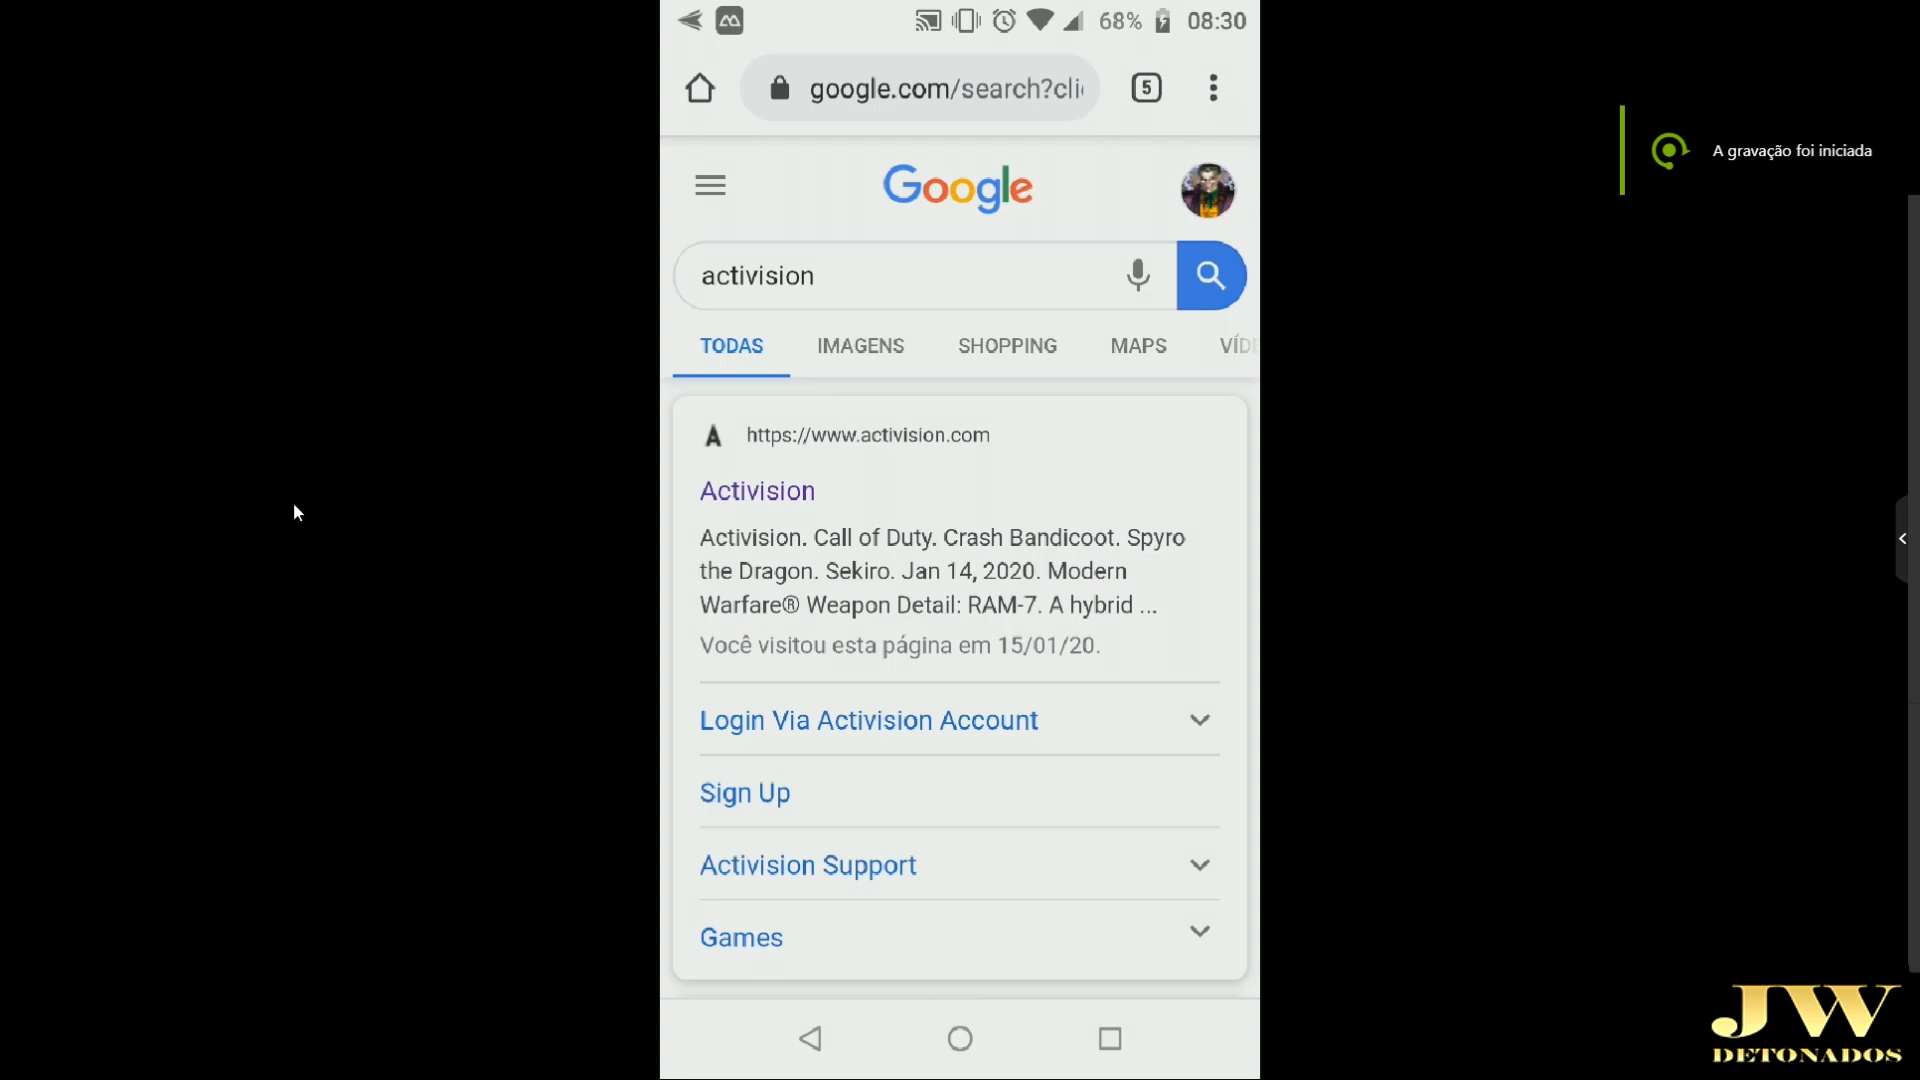 68% 08:30
google.com/search?cli
5
A gravação foi iniciada
Google
activision
TODAS IMAGENS SHOPPING MAPS VÍDE
https://www.activision.com
Activision
Activision. Call of Duty. Crash Bandicoot. Spyro
the Dragon. Sekiro. Jan 14, 2020. Modern
Warfare® Weapon Detail: RAM-7. A hybrid ...
Você visitou esta página em 15/01/20.
Login Via Activision Account
Sign Up
Activision Support
Games
JW
DETONADOS